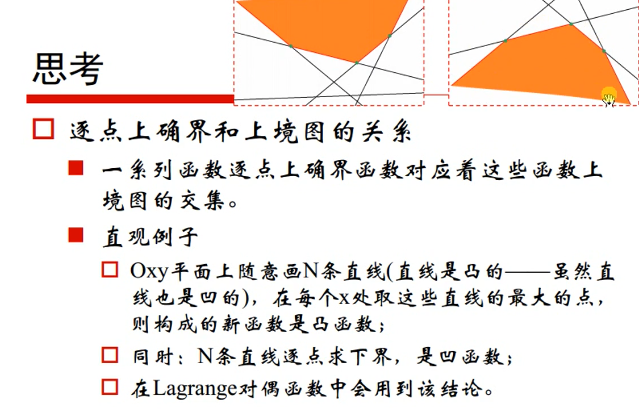 思考
逐点上确界和上境图的关系
一系列函数逐点上确界函数对应着这些函数上
境图的交集。
直观例子
Oxy平面上随意画N条直线(直线是凸的——虽然直
线也是凹的)，在每个x处取这些直线的最大的点，
则构成的新函数是凸函数；
同时：N条直线逐点求下界，是凹函数；
在Lagrange对偶函数中会用到该结论。